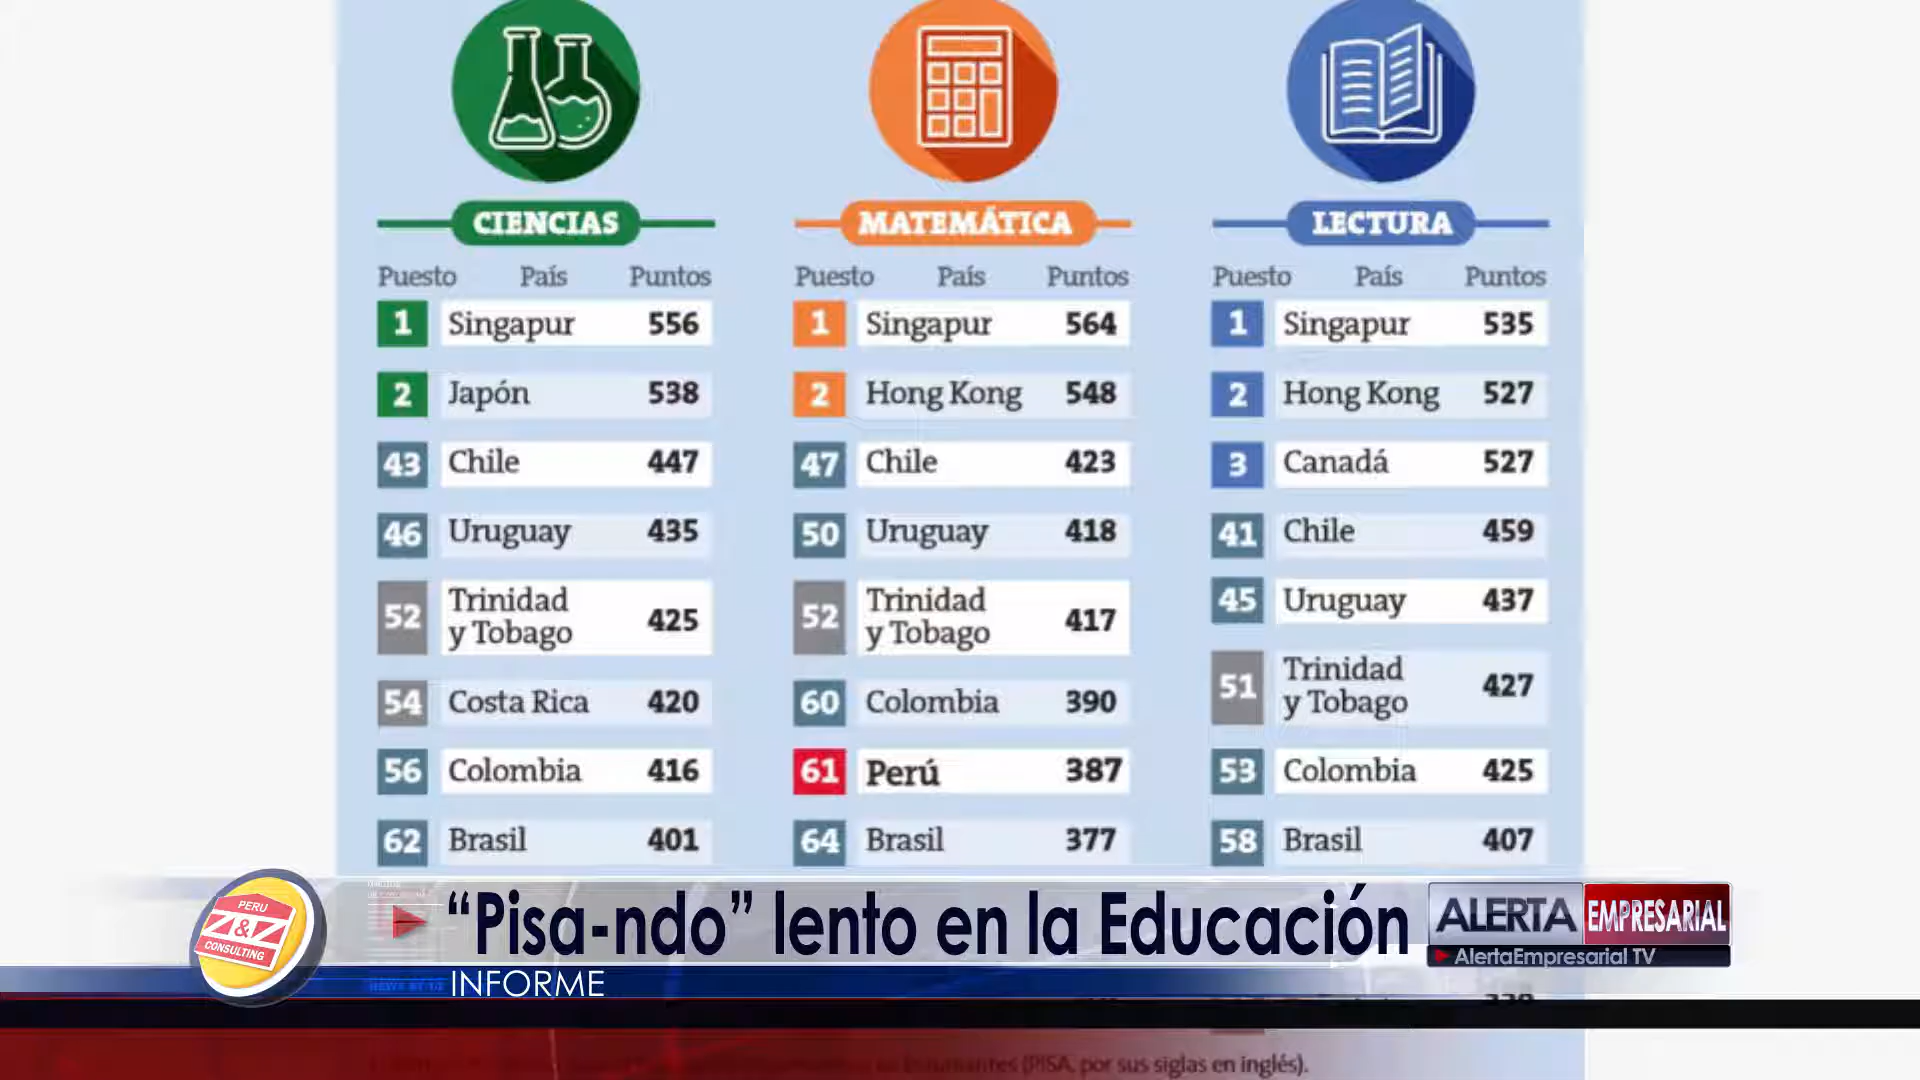 CIENCIAS
Puesto País Puntos
1 Singapur 556
2 Japón 538
43 Chile 447
46 Uruguay 435
52 Trinidad y Tobago 425
54 Costa Rica 420
56 Colombia 416
62 Brasil 401
MATEMÁTICA
Puesto País Puntos
1 Singapur 564
2 Hong Kong 548
47 Chile 423
50 Uruguay 418
52 Trinidad y Tobago 417
60 Colombia 390
61 Perú 387
64 Brasil 377
LECTURA
Puesto País Puntos
1 Singapur 535
2 Hong Kong 527
3 Canadá 527
41 Chile 459
45 Uruguay 437
51 Trinidad y Tobago 427
53 Colombia 425
58 Brasil 407
PERU
Z&Z
CONSULTING
“Pisa-ndo” lento en la Educación
INFORME
ALERTA EMPRESARIAL
AlertaEmpresarial TV
(PISA, por sus siglas en inglés).